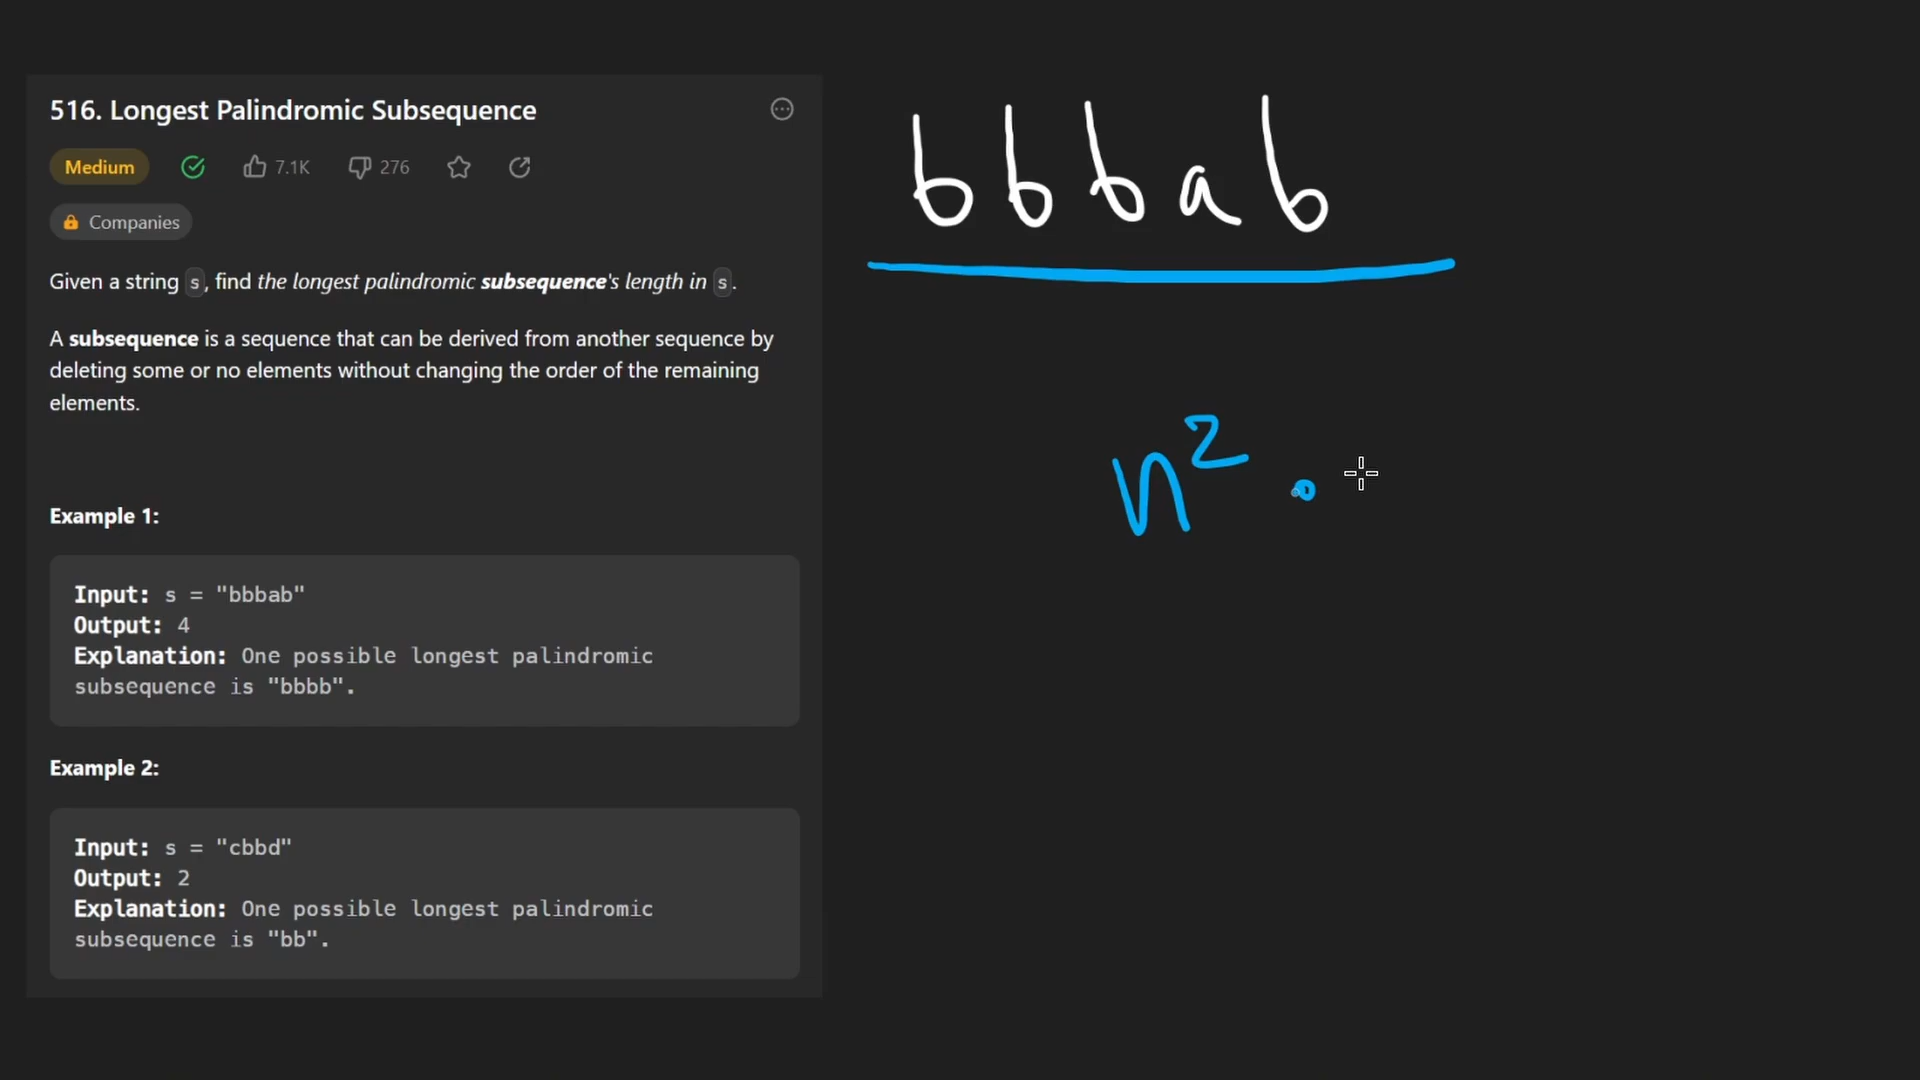 516. Longest Palindromic Subsequence
Medium 7.1K 276
Companies
Given a string s, find the longest palindromic subsequence's length in s.
A subsequence is a sequence that can be derived from another sequence by
deleting some or no elements without changing the order of the remaining
elements.
Example 1:
Input: s = "bbbab"
Output: 4
Explanation: One possible longest palindromic
subsequence is "bbbb".
Example 2:
Input: s = "cbbd"
Output: 2
Explanation: One possible longest palindromic
subsequence is "bb".
b b b a b
n² ·